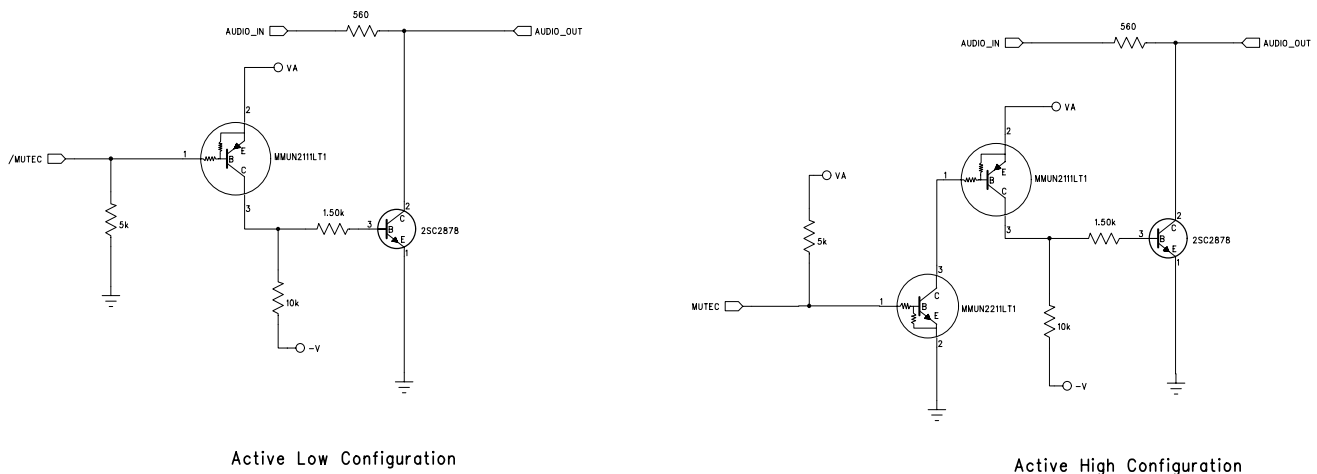 560
AUDIO_IN
AUDIO_OUT
VA
2
/MUTEC
1
B
E
C
MMUN2111LT1
3
5k
1.50k
3
B
C
E
2
1
2SC2878
10k
-V
Active Low Configuration
560
AUDIO_IN
AUDIO_OUT
VA
2
VA
1
B
E
C
MMUN2111LT1
3
5k
1.50k
3
B
C
E
2
1
2SC2878
3
MUTEC
1
B
C
E
MMUN2211LT1
2
10k
-V
Active High Configuration